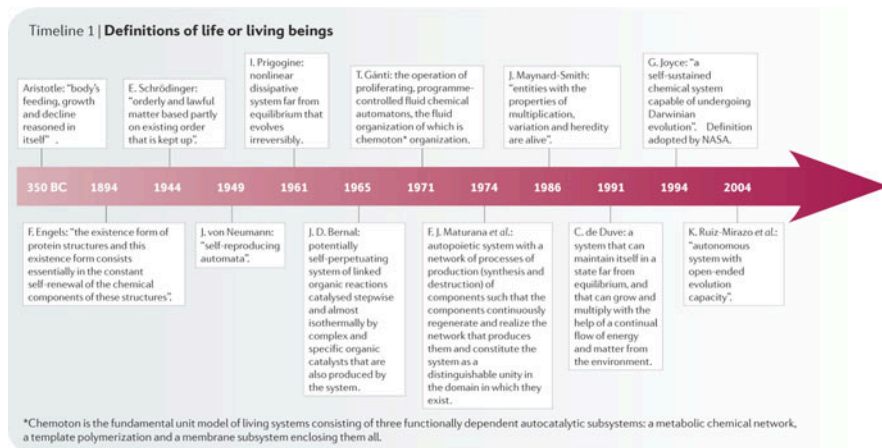 Timeline 1 | Definitions of life or living beings
Aristotle: “body’s
feeding, growth
and decline
reasoned in
itself” .
E. Schrödinger:
“orderly and lawful
matter based partly
on existing order
that is kept up”.
I. Prigogine:
nonlinear
dissipative
system far from
equilibrium that
evolves
irreversibly.
T. Gánti: the operation of
proliferating, programme-
controlled fluid chemical
automatons, the fluid
organization of which is
chemoton* organization.
J. Maynard-Smith:
“entities with the
properties of
multiplication,
variation and heredity
are alive”.
G. Joyce: “a
self-sustained
chemical system
capable of undergoing
Darwinian
evolution”. Definition
adopted by NASA.
350 BC 1894 1944 1949 1961 1965 1971 1974 1986 1991 1994 2004
F. Engels: “the existence form of
protein structures and this
existence form consists
essentially in the constant
self-renewal of the chemical
components of these structures”.
J. von Neumann:
“self-reproducing
automata”.
J. D. Bernal:
potentially
self-perpetuating
system of linked
organic reactions
catalysed stepwise
and almost
isothermally by
complex and
specific organic
catalysts that are
also produced by
the system.
F. J. Maturana et al.:
autopoietic system with a
network of processes of
production (synthesis and
destruction) of
components such that the
components continuously
regenerate and realize the
network that produces
them and constitute the
system as a
distinguishable unity in
the domain in which they
exist.
C. de Duve: a
system that can
maintain itself in a
state far from
equilibrium, and
that can grow and
multiply with the
help of a continual
flow of energy
and matter from
the environment.
K. Ruiz-Mirazo et al.:
“autonomous
system with
open-ended
evolution
capacity”.
*Chemoton is the fundamental unit model of living systems consisting of three functionally dependent autocatalytic subsystems: a metabolic chemical network,
a template polymerization and a membrane subsystem enclosing them all.